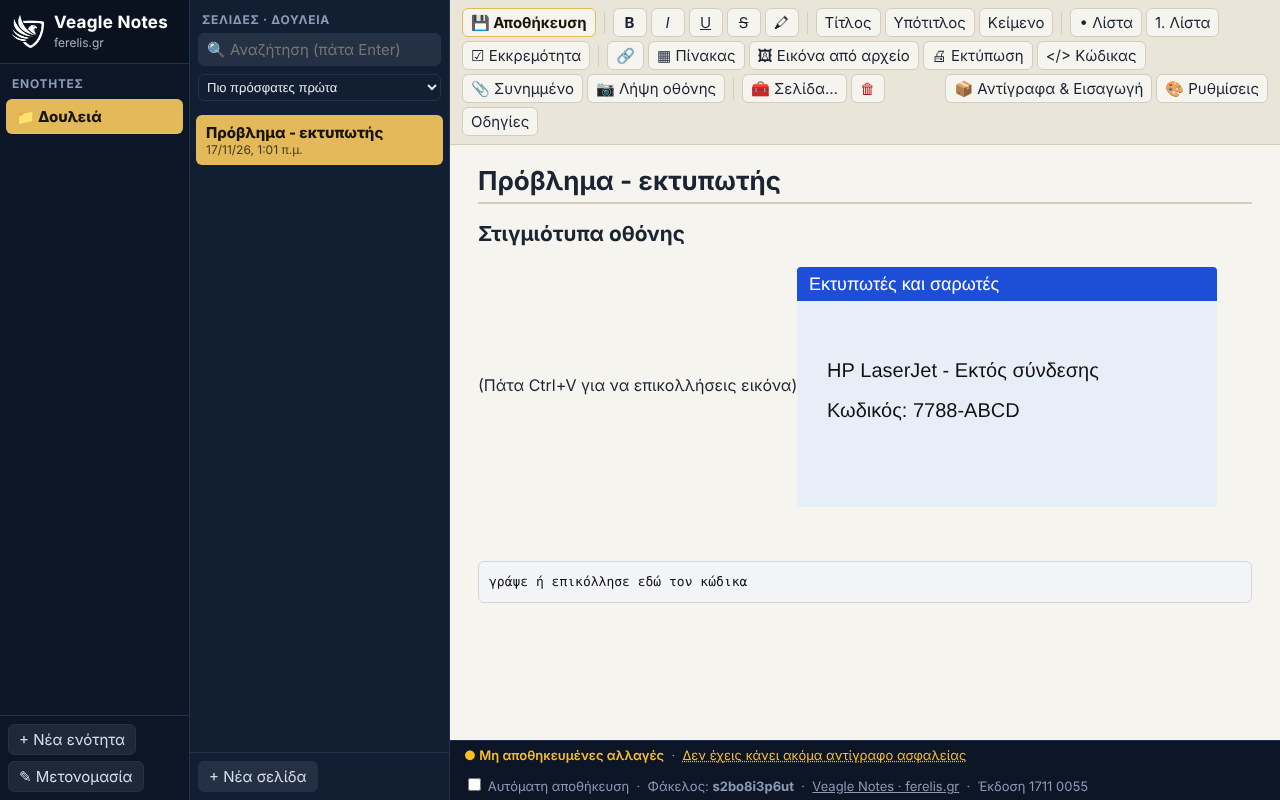 Veagle Notes
ferelis.gr
ΕΝΟΤΗΤΕΣ
📁 Δουλειά
+ Νέα ενότητα
✎ Μετονομασία
ΣΕΛΙΔΕΣ · ΔΟΥΛΕΙΑ
🔍 Αναζήτηση (πάτα Enter)
Πιο πρόσφατες πρώτα
Πρόβλημα - εκτυπωτής
17/11/26, 1:01 π.μ.
+ Νέα σελίδα
💾 Αποθήκευση B I U S 🖍 Τίτλος Υπότιτλος Κείμενο • Λίστα 1. Λίστα
☑ Εκκρεμότητα 🔗 ▦ Πίνακας 🖼 Εικόνα από αρχείο 🖨 Εκτύπωση </> Κώδικας
📎 Συνημμένο 📷 Λήψη οθόνης 🧰 Σελίδα... 🗑 📦 Αντίγραφα & Εισαγωγή 🎨 Ρυθμίσεις
Οδηγίες
Πρόβλημα - εκτυπωτής
Στιγμιότυπα οθόνης
(Πάτα Ctrl+V για να επικολλήσεις εικόνα)
Εκτυπωτές και σαρωτές
HP LaserJet - Εκτός σύνδεσης
Κωδικός: 7788-ABCD
γράψε ή επικόλλησε εδώ τον κώδικα
Μη αποθηκευμένες αλλαγές · Δεν έχεις κάνει ακόμα αντίγραφο ασφαλείας
Αυτόματη αποθήκευση · Φάκελος: s2bo8i3p6ut · Veagle Notes · ferelis.gr · Έκδοση 1711 0055